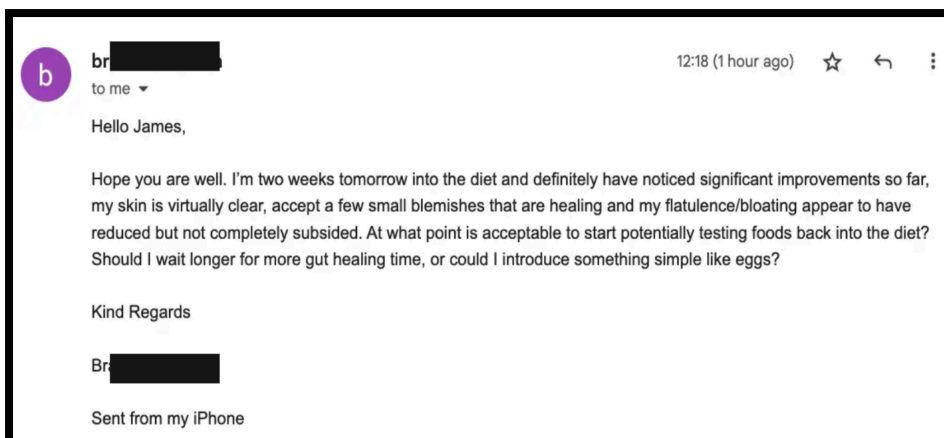 b
br
12:18 (1 hour ago)
to me
Hello James,
Hope you are well. I'm two weeks tomorrow into the diet and definitely have noticed significant improvements so far,
my skin is virtually clear, accept a few small blemishes that are healing and my flatulence/bloating appear to have
reduced but not completely subsided. At what point is acceptable to start potentially testing foods back into the diet?
Should I wait longer for more gut healing time, or could I introduce something simple like eggs?
Kind Regards
Bra
Sent from my iPhone